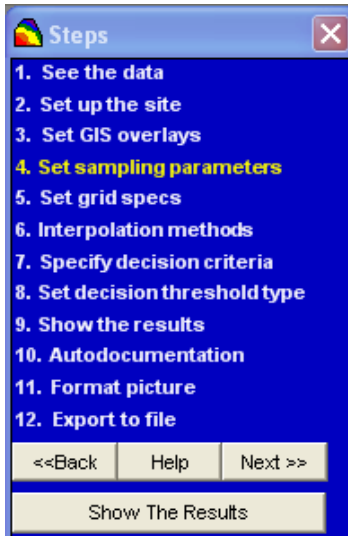 Steps
1. See the data
2. Set up the site
3. Set GIS overlays
4. Set sampling parameters
5. Set grid specs
6. Interpolation methods
7. Specify decision criteria
8. Set decision threshold type
9. Show the results
10. Autodocumentation
11. Format picture
12. Export to file
<<Back Help Next >>
Show The Results